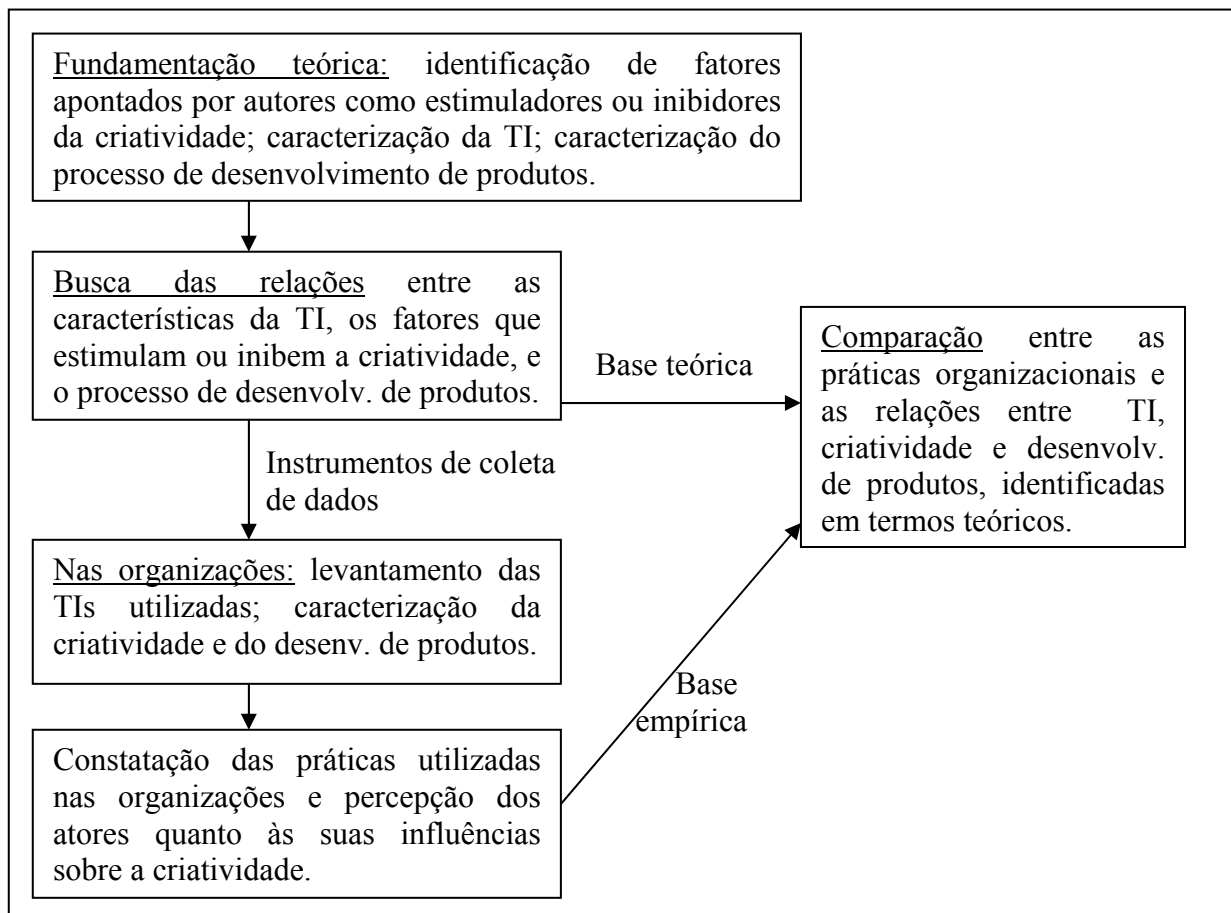 Fundamentação teórica: identificação de fatores
apontados por autores como estimuladores ou inibidores
da criatividade; caracterização da TI; caracterização do
processo de desenvolvimento de produtos.
Busca das relações entre as
características da TI, os fatores que
estimulam ou inibem a criatividade, e
o processo de desenvolv. de produtos.
Base teórica
Comparação entre as
práticas organizacionais e
as relações entre TI,
criatividade e desenvolv.
de produtos, identificadas
em termos teóricos.
Instrumentos de coleta
de dados
Nas organizações: levantamento das
TIs utilizadas; caracterização da
criatividade e do desenv. de produtos.
Base
empírica
Constatação das práticas utilizadas
nas organizações e percepção dos
atores quanto às suas influências
sobre a criatividade.